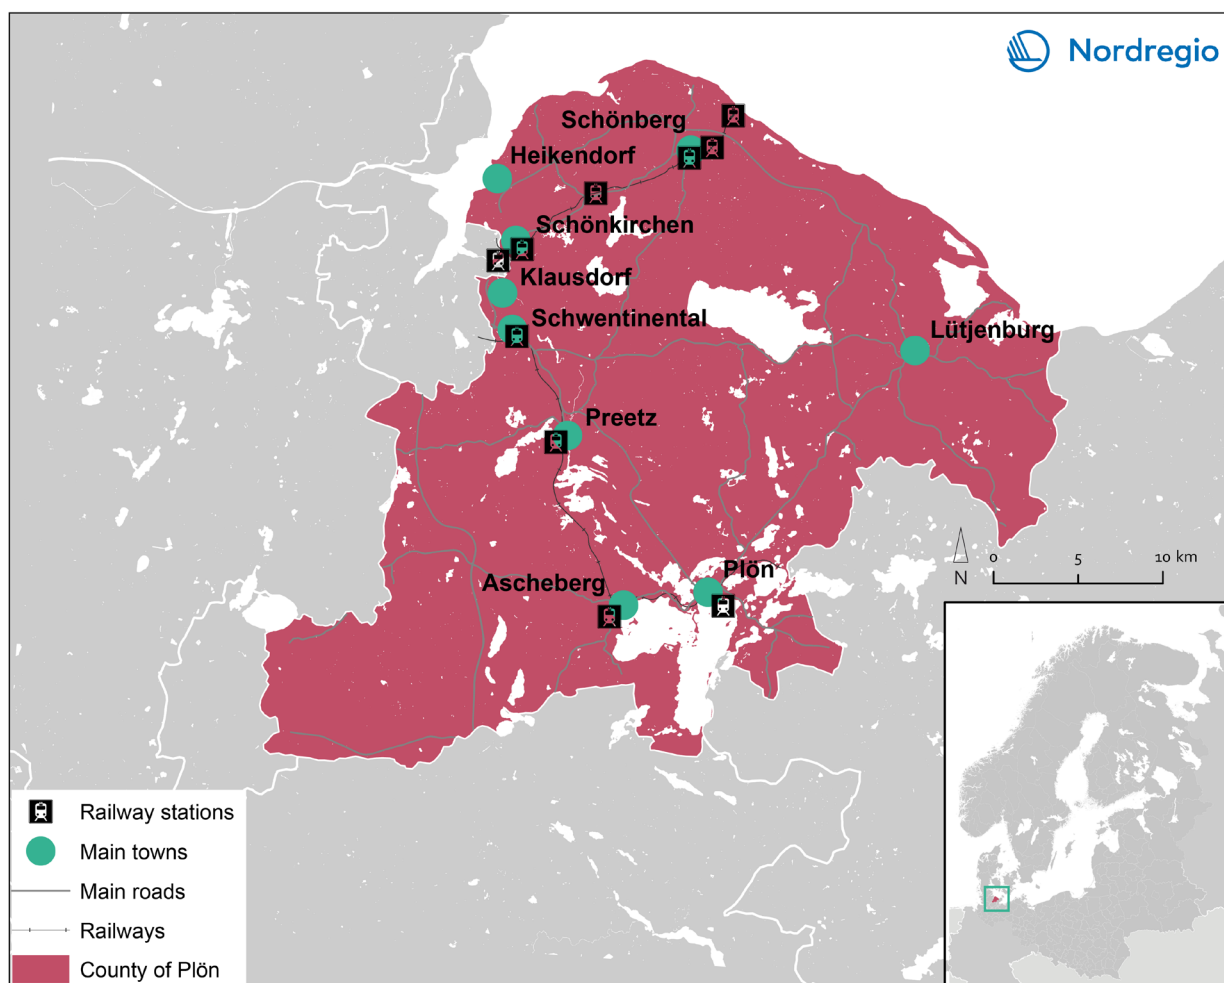 Nordregio
Schönberg
Heikendorf
Schönkirchen
Klausdorf
Schwentinental
Lütjenburg
Preetz
Plön
Ascheberg
N
0 5 10 km
Railway stations
Main towns
Main roads
Railways
County of Plön